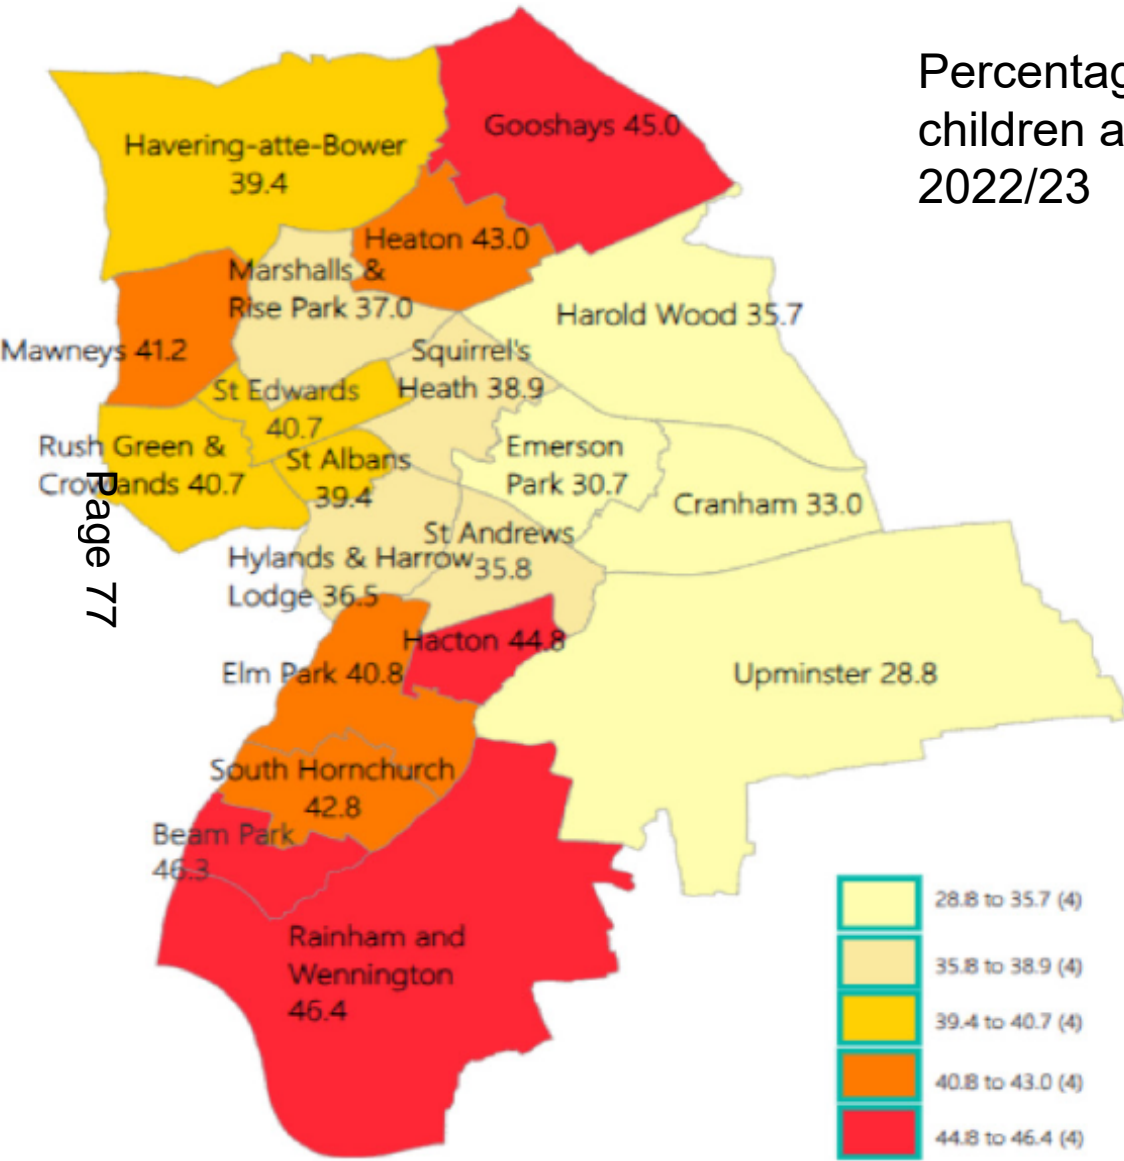 Percentag
children a
2022/23
Gooshays 45.0
Havering-atte-Bower
39.4
Heaton 43.0
Marshalls &
Rise Park 37.0
Harold Wood 35.7
Mawneys 41.2
Squirrel's
Heath 38.9
St Edwards
40.7
Rush Green &
Crowlands 40.7
St Albans
39.4
Emerson
Park 30.7
Cranham 33.0
St Andrews
35.8
Hylands & Harrow
Lodge 36.5
Page 77
Hacton 44.8
Elm Park 40.8
Upminster 28.8
South Hornchurch
42.8
Beam Park
46.3
Rainham and
Wennington
46.4
28.8 to 35.7 (4)
35.8 to 38.9 (4)
39.4 to 40.7 (4)
40.8 to 43.0 (4)
44.8 to 46.4 (4)